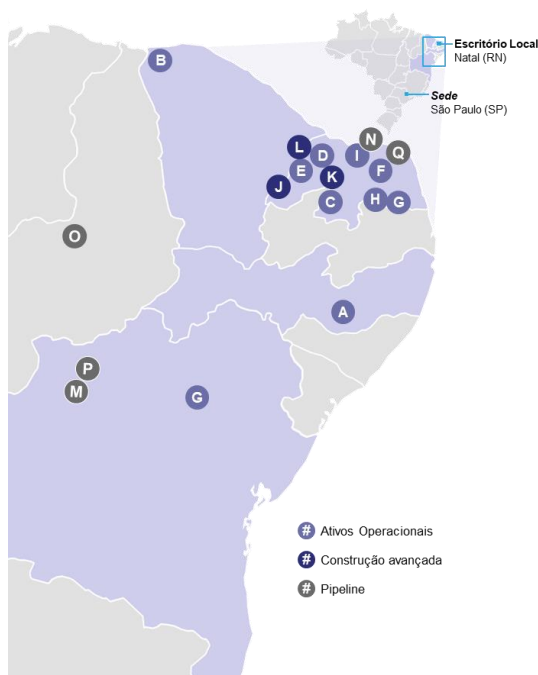 B
Escritório Local
Natal (RN)
Sede
São Paulo (SP)
N
L
D
I
Q
E
K
F
J
C
H
G
O
A
P
M
G
# Ativos Operacionais
# Construção avançada
# Pipeline